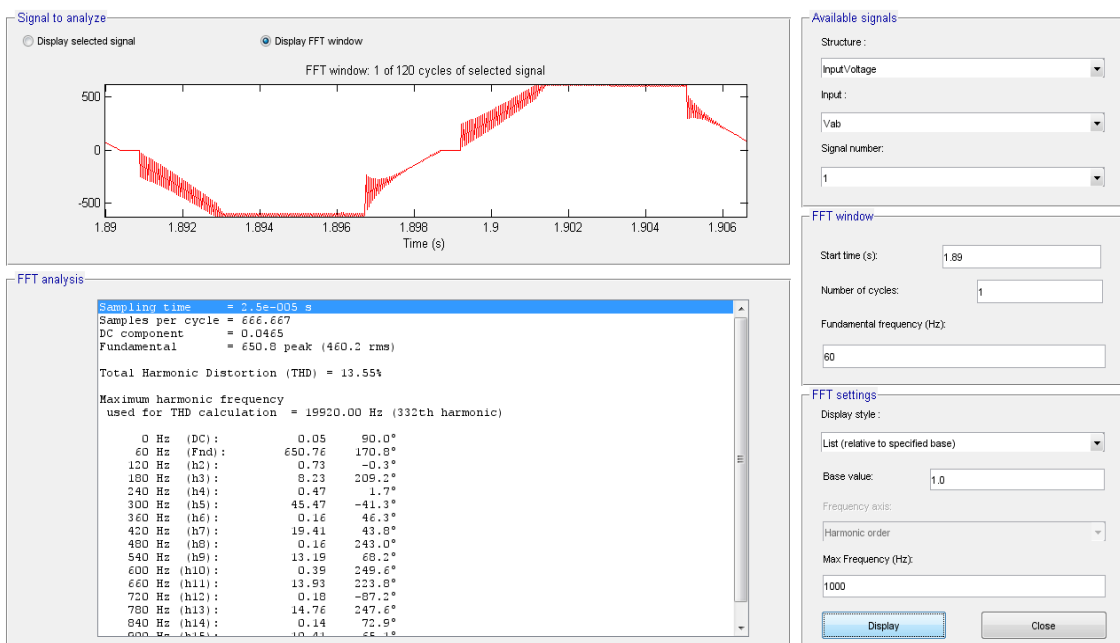 Signal to analyze
Display selected signal
Display FFT window
FFT window: 1 of 120 cycles of selected signal
500
0
-500
1.89 1.892 1.894 1.896 1.898 1.9 1.902 1.904 1.906
Time (s)
FFT analysis
Sampling time = 2.5e-005 s
Samples per cycle = 666.667
DC component = 0.0465
Fundamental = 650.8 peak (460.2 rms)
Total Harmonic Distortion (THD) = 13.55%
Maximum harmonic frequency
used for THD calculation = 19920.00 Hz (332th harmonic)
0 Hz (DC): 0.05 90.0°
60 Hz (Fnd): 650.76 170.8°
120 Hz (h2): 0.73 -0.3°
180 Hz (h3): 8.23 209.2°
240 Hz (h4): 0.47 1.7°
300 Hz (h5): 45.47 -41.3°
360 Hz (h6): 0.16 46.3°
420 Hz (h7): 19.41 43.8°
480 Hz (h8): 0.16 243.0°
540 Hz (h9): 13.19 68.2°
600 Hz (h10): 0.39 249.6°
660 Hz (h11): 13.93 223.8°
720 Hz (h12): 0.18 -87.2°
780 Hz (h13): 14.76 247.6°
840 Hz (h14): 0.14 72.9°
900 Hz (h15): 10.41 65.1°
Available signals
Structure :
InputVoltage
Input :
Vab
Signal number:
1
FFT window
Start time (s): 1.89
Number of cycles: 1
Fundamental frequency (Hz):
60
FFT settings
Display style :
List (relative to specified base)
Base value: 1.0
Frequency axis:
Harmonic order
Max Frequency (Hz):
1000
Display
Close